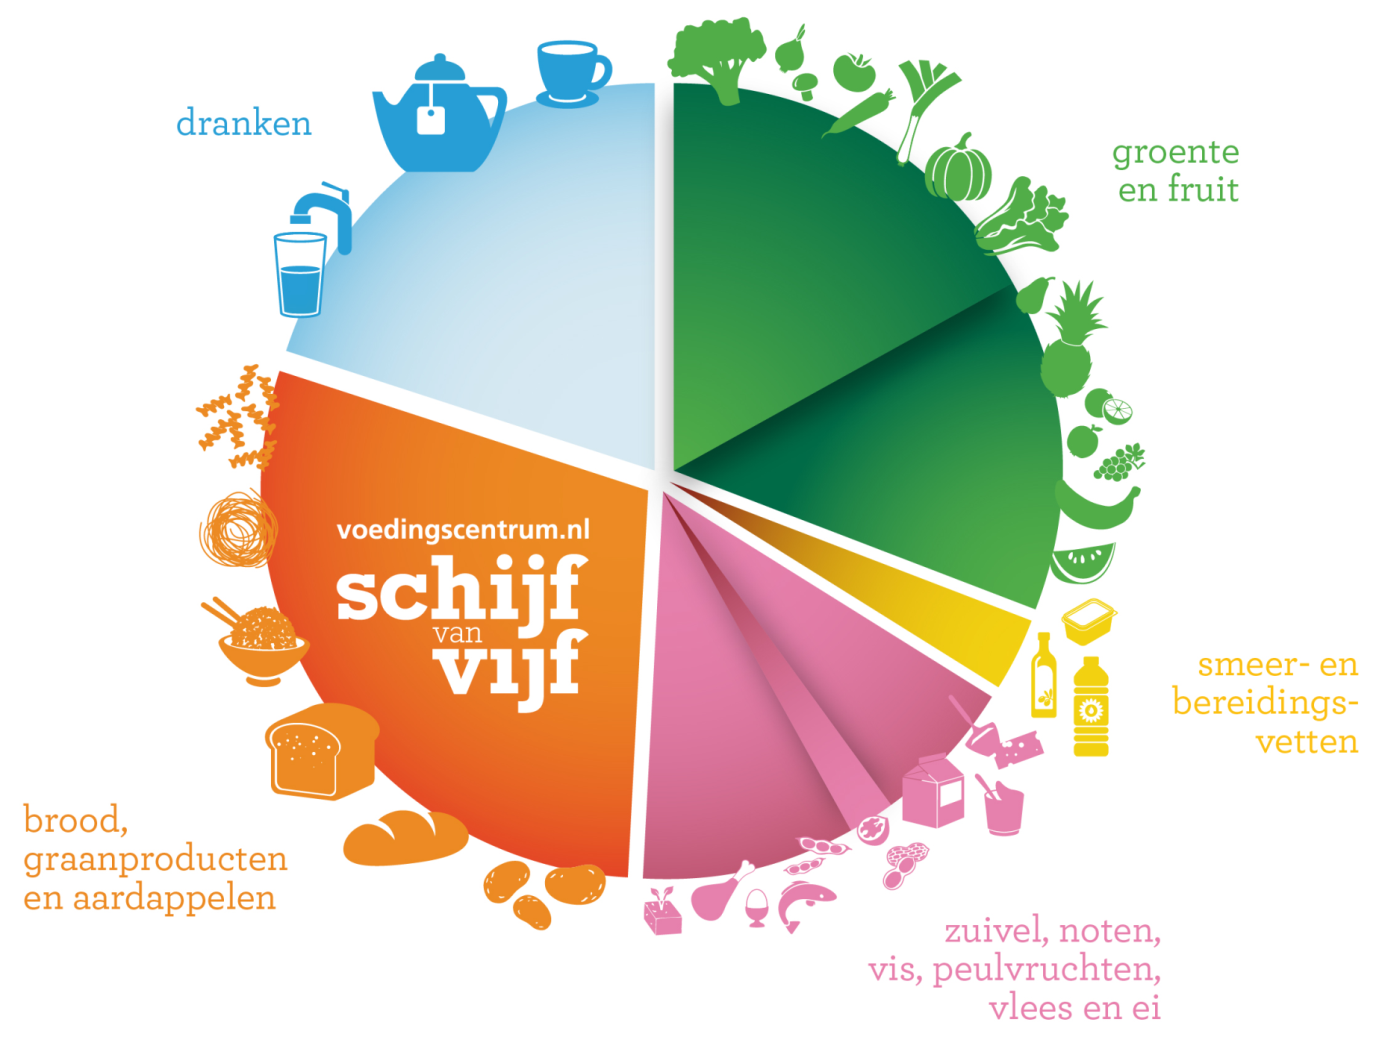 dranken
groente
en fruit
voedingscentrum.nl
schijf
van
vijf
smeer- en
bereidings-
vetten
brood,
graanproducten
en aardappelen
zuivel, noten,
vis, peulvruchten,
vlees en ei